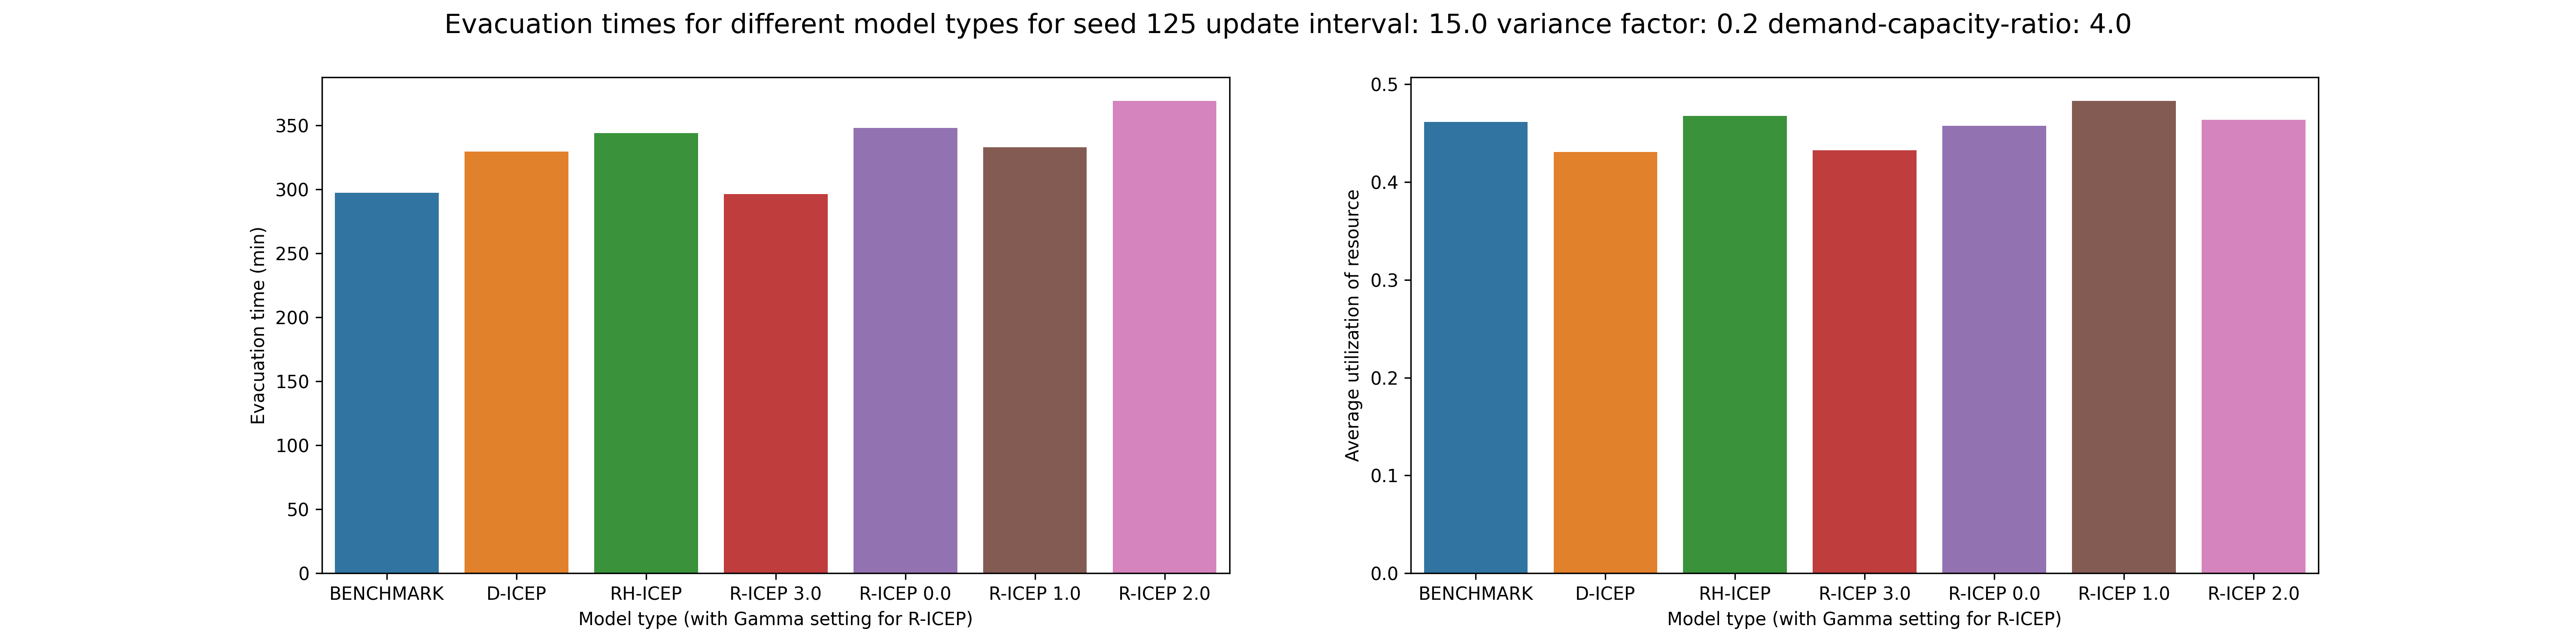 Evacuation times for different model types for seed 125 update interval: 15.0 variance factor: 0.2 demand-capacity-ratio: 4.0
Evacuation time (min)
350
300
250
200
150
100
50
0
BENCHMARK D-ICEP RH-ICEP R-ICEP 3.0 R-ICEP 0.0 R-ICEP 1.0 R-ICEP 2.0
Model type (with Gamma setting for R-ICEP)
Average utilization of resource
0.5
0.4
0.3
0.2
0.1
0.0
BENCHMARK D-ICEP RH-ICEP R-ICEP 3.0 R-ICEP 0.0 R-ICEP 1.0 R-ICEP 2.0
Model type (with Gamma setting for R-ICEP)